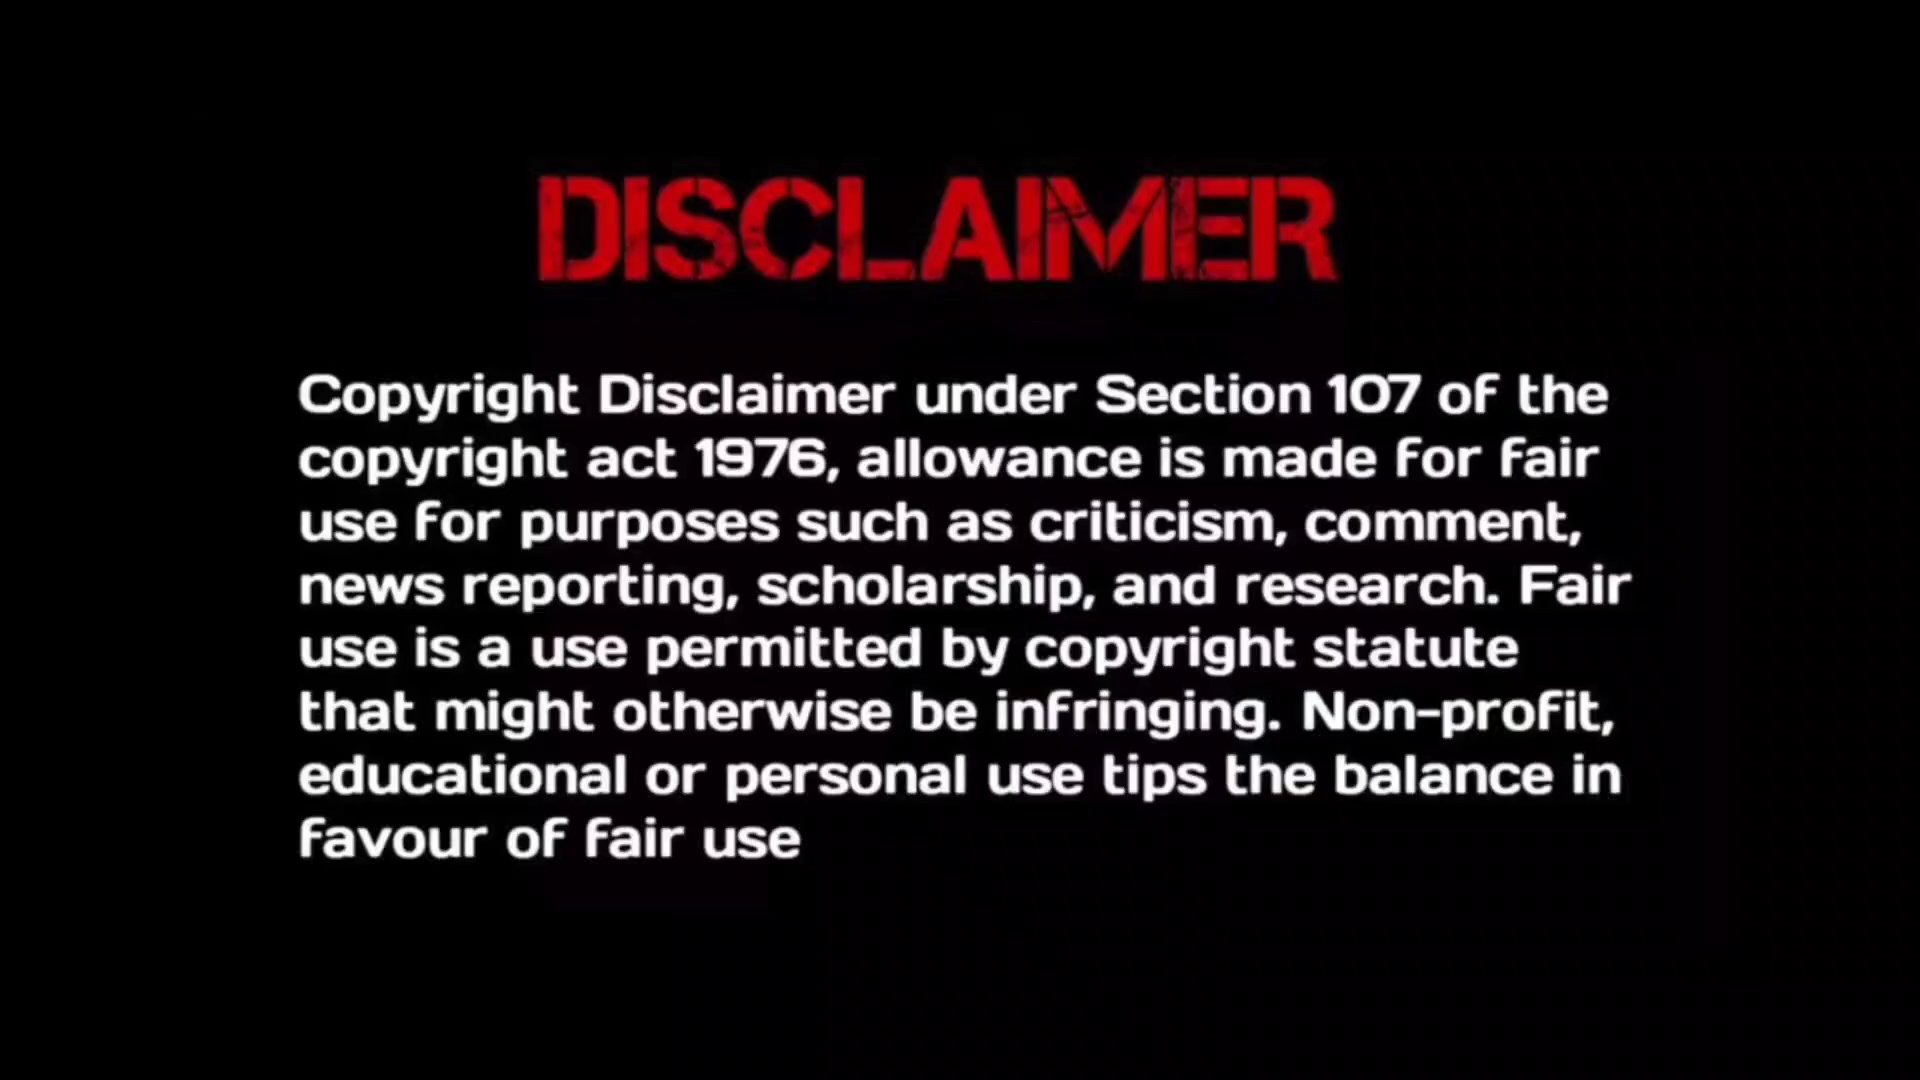 DISCLAIMER
Copyright Disclaimer under Section 107 of the
copyright act 1976, allowance is made for fair
use for purposes such as criticism, comment,
news reporting, scholarship, and research. Fair
use is a use permitted by copyright statute
that might otherwise be infringing. Non-profit,
educational or personal use tips the balance in
favour of fair use